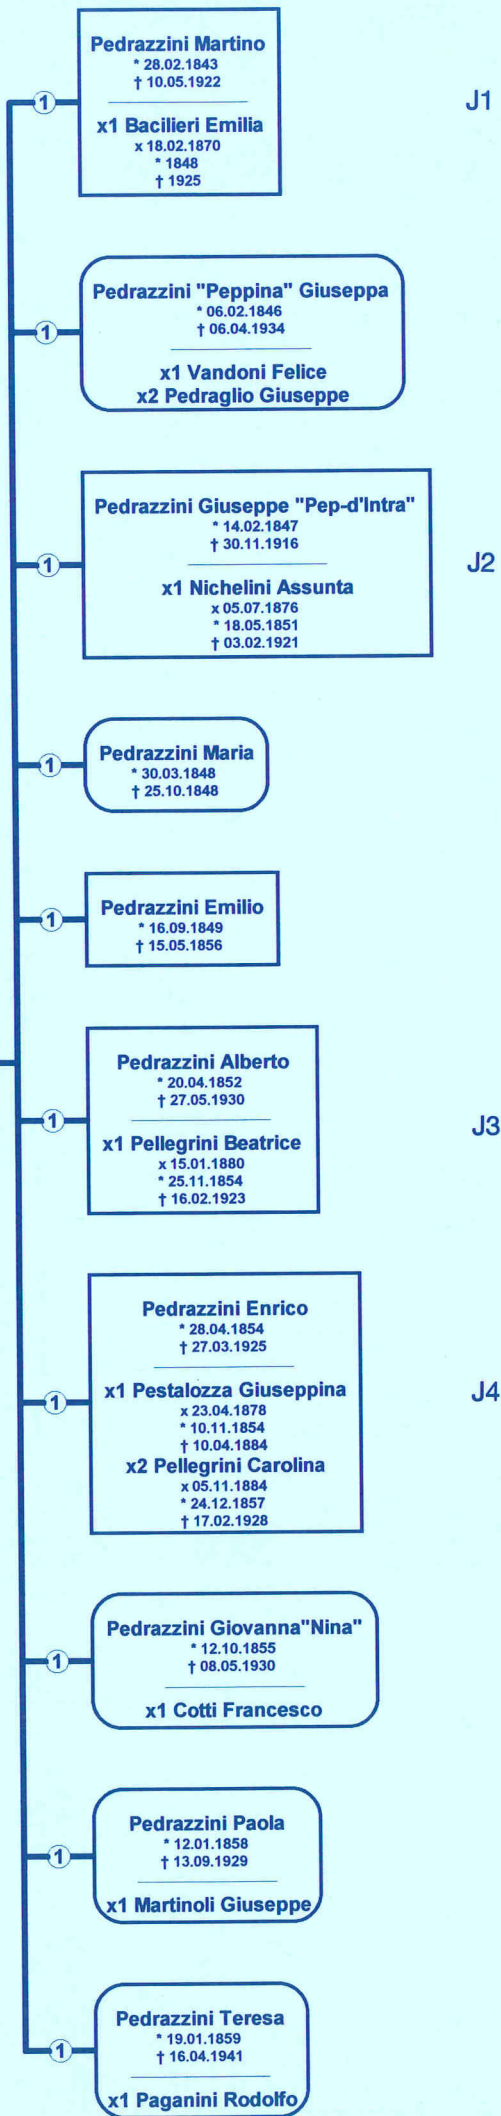 Pedrazzini Martino
* 28.02.1843
† 10.05.1922
1
J1
x1 Bacilieri Emilia
x 18.02.1870
* 1848
† 1925
Pedrazzini "Peppina" Giuseppa
* 06.02.1846
† 06.04.1934
1
x1 Vandoni Felice
x2 Pedraglio Giuseppe
Pedrazzini Giuseppe "Pep-d'Intra"
* 14.02.1847
† 30.11.1916
1
J2
x1 Nichelini Assunta
x 05.07.1876
* 18.05.1851
† 03.02.1921
Pedrazzini Maria
1
* 30.03.1848
† 25.10.1848
Pedrazzini Emilio
1
* 16.09.1849
† 15.05.1856
Pedrazzini Alberto
* 20.04.1852
† 27.05.1930
1
J3
x1 Pellegrini Beatrice
x 15.01.1880
* 25.11.1854
† 16.02.1923
Pedrazzini Enrico
* 28.04.1854
† 27.03.1925
x1 Pestalozza Giuseppina
1
J4
x 23.04.1878
* 10.11.1854
† 10.04.1884
x2 Pellegrini Carolina
x 05.11.1884
* 24.12.1857
† 17.02.1928
Pedrazzini Giovanna"Nina"
* 12.10.1855
† 08.05.1930
1
x1 Cotti Francesco
Pedrazzini Paola
* 12.01.1858
† 13.09.1929
1
x1 Martinoli Giuseppe
Pedrazzini Teresa
* 19.01.1859
† 16.04.1941
1
x1 Paganini Rodolfo